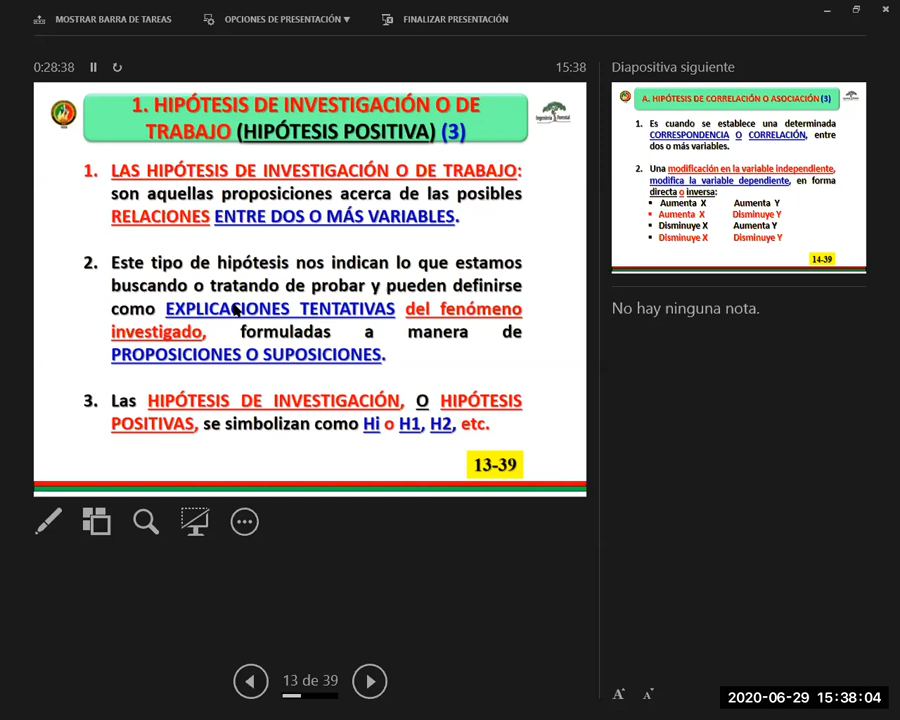 MOSTRAR BARRA DE TAREAS
OPCIONES DE PRESENTACIÓN ▼
FINALIZAR PRESENTACIÓN
0:28:38
15:38
1. HIPÓTESIS DE INVESTIGACIÓN O DE
TRABAJO (HIPÓTESIS POSITIVA) (3)
Ingeniería Forestal
1. LAS HIPÓTESIS DE INVESTIGACIÓN O DE TRABAJO:
son aquellas proposiciones acerca de las posibles
RELACIONES ENTRE DOS O MÁS VARIABLES.
2. Este tipo de hipótesis nos indican lo que estamos
buscando o tratando de probar y pueden definirse
como EXPLICACIONES TENTATIVAS del fenómeno
investigado, formuladas a manera de
PROPOSICIONES O SUPOSICIONES.
3. Las HIPÓTESIS DE INVESTIGACIÓN, O HIPÓTESIS
POSITIVAS, se simbolizan como Hi o H1, H2, etc.
13-39
Diapositiva siguiente
A. HIPÓTESIS DE CORRELACIÓN O ASOCIACIÓN (3)
1. Es cuando se establece una determinada
CORRESPONDENCIA O CORRELACIÓN, entre
dos o más variables.
2. Una modificación en la variable independiente,
modifica la variable dependiente, en forma
directa o inversa:
▪ Aumenta X Aumenta Y
▪ Aumenta X Disminuye Y
▪ Disminuye X Aumenta Y
▪ Disminuye X Disminuye Y
14-39
No hay ninguna nota.
13 de 39
A A
2020-06-29 15:38:04